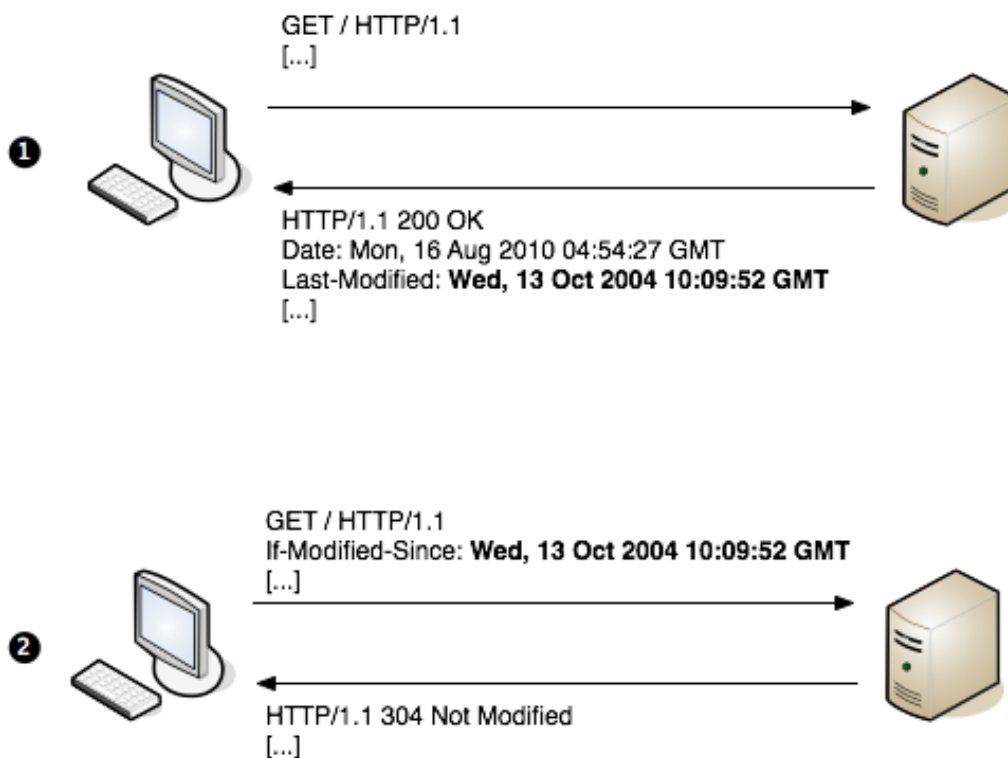 GET / HTTP/1.1
[...]
❶
HTTP/1.1 200 OK
Date: Mon, 16 Aug 2010 04:54:27 GMT
Last-Modified: Wed, 13 Oct 2004 10:09:52 GMT
[...]
GET / HTTP/1.1
If-Modified-Since: Wed, 13 Oct 2004 10:09:52 GMT
[...]
❷
HTTP/1.1 304 Not Modified
[...]